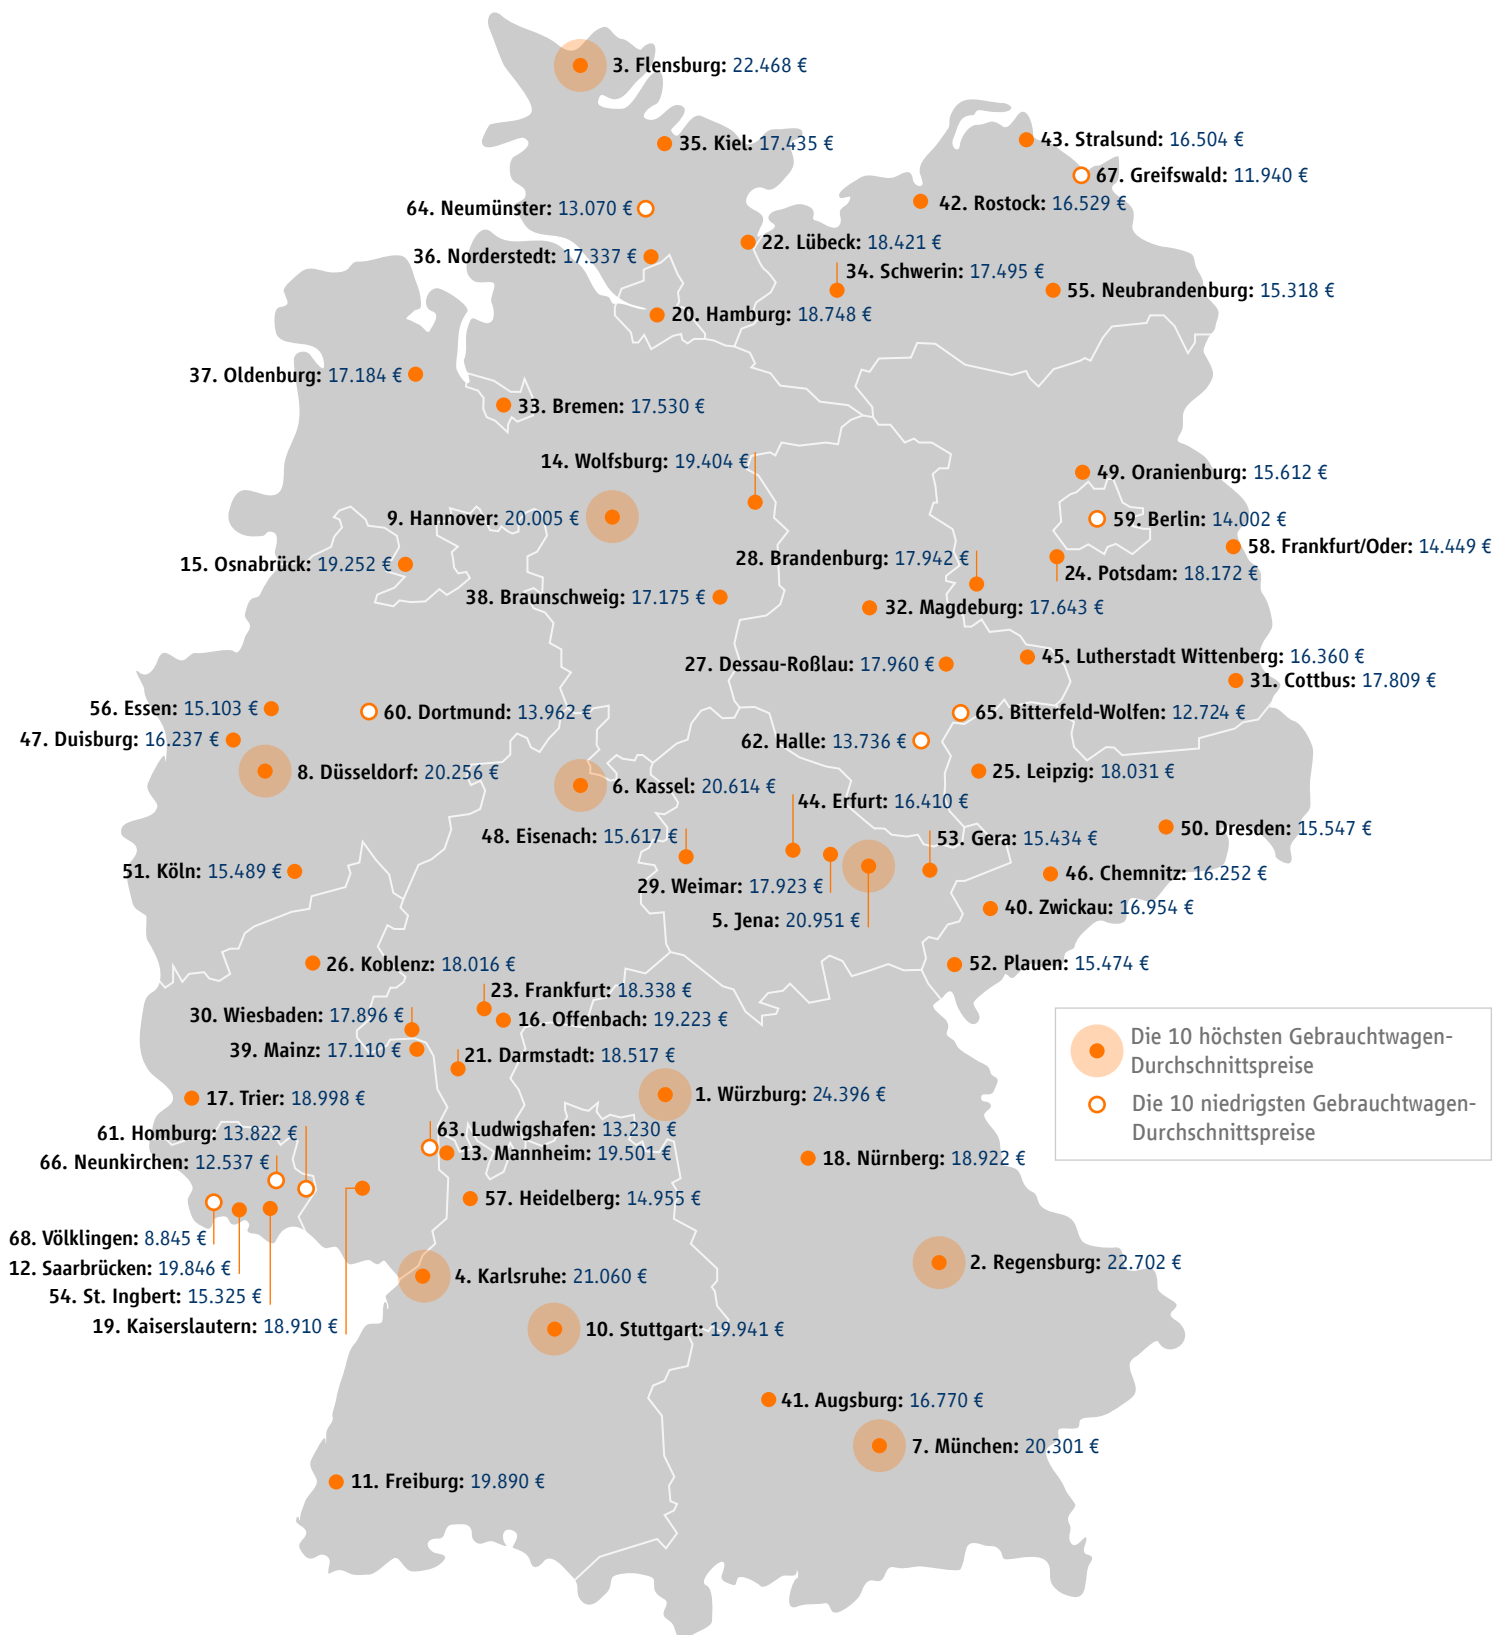 3. Flensburg: 22.468 €
35. Kiel: 17.435 €
43. Stralsund: 16.504 €
67. Greifswald: 11.940 €
64. Neumünster: 13.070 €
42. Rostock: 16.529 €
22. Lübeck: 18.421 €
36. Norderstedt: 17.337 €
34. Schwerin: 17.495 €
55. Neubrandenburg: 15.318 €
20. Hamburg: 18.748 €
37. Oldenburg: 17.184 €
33. Bremen: 17.530 €
14. Wolfsburg: 19.404 €
49. Oranienburg: 15.612 €
9. Hannover: 20.005 €
59. Berlin: 14.002 €
58. Frankfurt/Oder: 14.449 €
28. Brandenburg: 17.942 €
15. Osnabrück: 19.252 €
24. Potsdam: 18.172 €
38. Braunschweig: 17.175 €
32. Magdeburg: 17.643 €
45. Lutherstadt Wittenberg: 16.360 €
27. Dessau-Roßlau: 17.960 €
31. Cottbus: 17.809 €
56. Essen: 15.103 €
60. Dortmund: 13.962 €
65. Bitterfeld-Wolfen: 12.724 €
47. Duisburg: 16.237 €
62. Halle: 13.736 €
8. Düsseldorf: 20.256 €
25. Leipzig: 18.031 €
6. Kassel: 20.614 €
44. Erfurt: 16.410 €
50. Dresden: 15.547 €
48. Eisenach: 15.617 €
53. Gera: 15.434 €
51. Köln: 15.489 €
46. Chemnitz: 16.252 €
29. Weimar: 17.923 €
40. Zwickau: 16.954 €
5. Jena: 20.951 €
26. Koblenz: 18.016 €
52. Plauen: 15.474 €
23. Frankfurt: 18.338 €
30. Wiesbaden: 17.896 €
16. Offenbach: 19.223 €
39. Mainz: 17.110 €
21. Darmstadt: 18.517 €
Die 10 höchsten Gebrauchtwagen-
Durchschnittspreise
Die 10 niedrigsten Gebrauchtwagen-
Durchschnittspreise
1. Würzburg: 24.396 €
17. Trier: 18.998 €
63. Ludwigshafen: 13.230 €
61. Homburg: 13.822 €
13. Mannheim: 19.501 €
66. Neunkirchen: 12.537 €
18. Nürnberg: 18.922 €
57. Heidelberg: 14.955 €
68. Völklingen: 8.845 €
12. Saarbrücken: 19.846 €
2. Regensburg: 22.702 €
4. Karlsruhe: 21.060 €
54. St. Ingbert: 15.325 €
19. Kaiserslautern: 18.910 €
10. Stuttgart: 19.941 €
41. Augsburg: 16.770 €
7. München: 20.301 €
11. Freiburg: 19.890 €